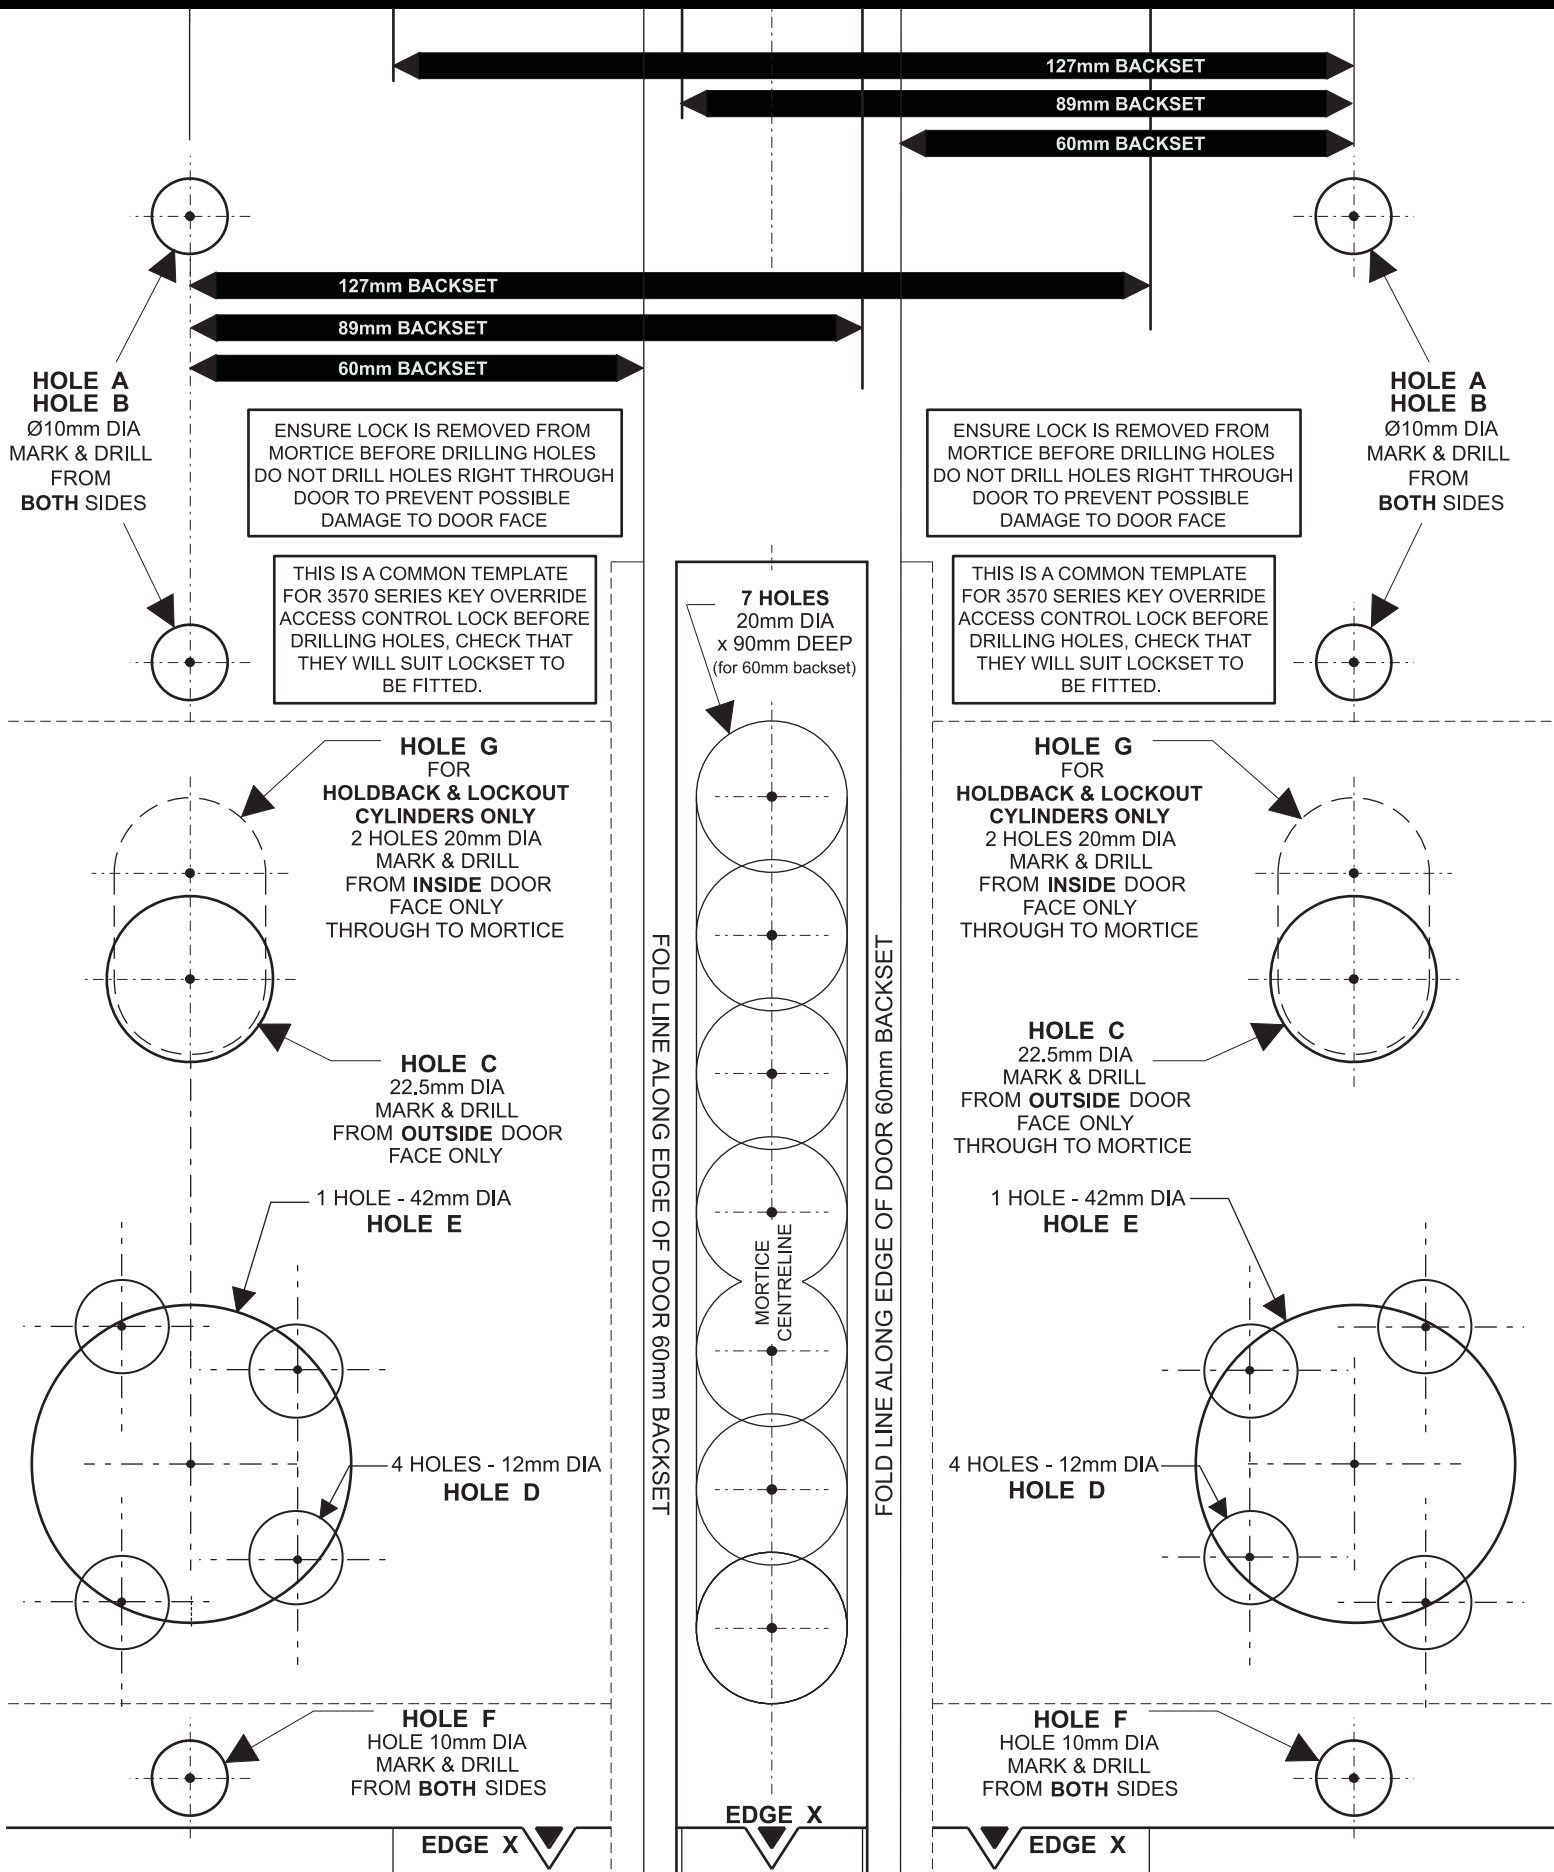 127mm BACKSET
89mm BACKSET
60mm BACKSET
127mm BACKSET
89mm BACKSET
60mm BACKSET
HOLE A
HOLE B
Ø10mm DIA
MARK & DRILL
FROM
BOTH SIDES
ENSURE LOCK IS REMOVED FROM
MORTICE BEFORE DRILLING HOLES
DO NOT DRILL HOLES RIGHT THROUGH
DOOR TO PREVENT POSSIBLE
DAMAGE TO DOOR FACE
THIS IS A COMMON TEMPLATE
FOR 3570 SERIES KEY OVERRIDE
ACCESS CONTROL LOCK BEFORE
DRILLING HOLES, CHECK THAT
THEY WILL SUIT LOCKSET TO
BE FITTED.
HOLE G
FOR
HOLDBACK & LOCKOUT
CYLINDERS ONLY
2 HOLES 20mm DIA
MARK & DRILL
FROM INSIDE DOOR
FACE ONLY
THROUGH TO MORTICE
HOLE C
22.5mm DIA
MARK & DRILL
FROM OUTSIDE DOOR
FACE ONLY
1 HOLE - 42mm DIA
HOLE E
4 HOLES - 12mm DIA
HOLE D
HOLE F
HOLE 10mm DIA
MARK & DRILL
FROM BOTH SIDES
EDGE X
FOLD LINE ALONG EDGE OF DOOR 60mm BACKSET
7 HOLES
20mm DIA
x 90mm DEEP
(for 60mm backset)
MORTICE
CENTRELINE
EDGE X
FOLD LINE ALONG EDGE OF DOOR 60mm BACKSET
ENSURE LOCK IS REMOVED FROM
MORTICE BEFORE DRILLING HOLES
DO NOT DRILL HOLES RIGHT THROUGH
DOOR TO PREVENT POSSIBLE
DAMAGE TO DOOR FACE
THIS IS A COMMON TEMPLATE
FOR 3570 SERIES KEY OVERRIDE
ACCESS CONTROL LOCK BEFORE
DRILLING HOLES, CHECK THAT
THEY WILL SUIT LOCKSET TO
BE FITTED.
HOLE A
HOLE B
Ø10mm DIA
MARK & DRILL
FROM
BOTH SIDES
HOLE G
FOR
HOLDBACK & LOCKOUT
CYLINDERS ONLY
2 HOLES 20mm DIA
MARK & DRILL
FROM INSIDE DOOR
FACE ONLY
THROUGH TO MORTICE
HOLE C
22.5mm DIA
MARK & DRILL
FROM OUTSIDE DOOR
FACE ONLY
THROUGH TO MORTICE
1 HOLE - 42mm DIA
HOLE E
4 HOLES - 12mm DIA
HOLE D
HOLE F
HOLE 10mm DIA
MARK & DRILL
FROM BOTH SIDES
EDGE X